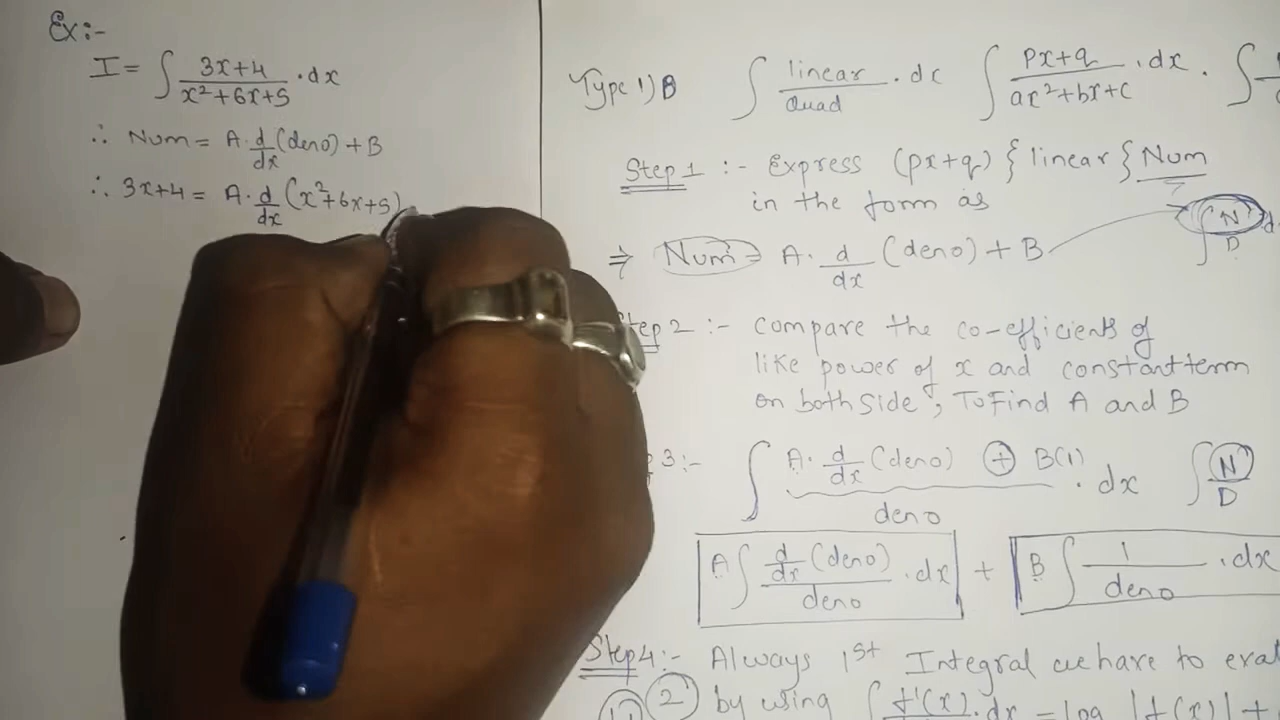 Ex:-
I = ∫ 3x+4 / x²+6x+5 · dx
∴ Num = A · d/dx (deno) + B
∴ 3x+4 = A · d/dx (x²+6x+5)
Type 1) B ∫ linear / Quad · dx ∫ px+q / ax²+bx+c · dx · ∫
Step 1 :- Express (px+q) { linear { Num
in the form as
∫ N / D d
⇒ Num = A · d/dx (deno) + B
2 :- Compare the co-efficients of
like power of x and constant term
on both side, To Find A and B
3:- ∫ A · d/dx (deno) + B(1) / deno · dx ∫ N / D
A ∫ d/dx (deno) / deno · dx + B ∫ 1 / deno · dx
Step 4:- Always 1st Integral we have to
2 by using ∫ f'(x) · dx = log |f(x)| +